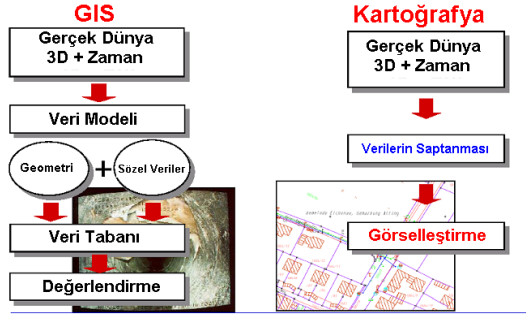 GIS
Gerçek Dünya
3D + Zaman
Veri Modeli
Geometri
+
Sözel Veriler
Veri Tabanı
Değerlendirme
Kartoğrafya
Gerçek Dünya
3D + Zaman
Verilerin Saptanması
Görselleştirme